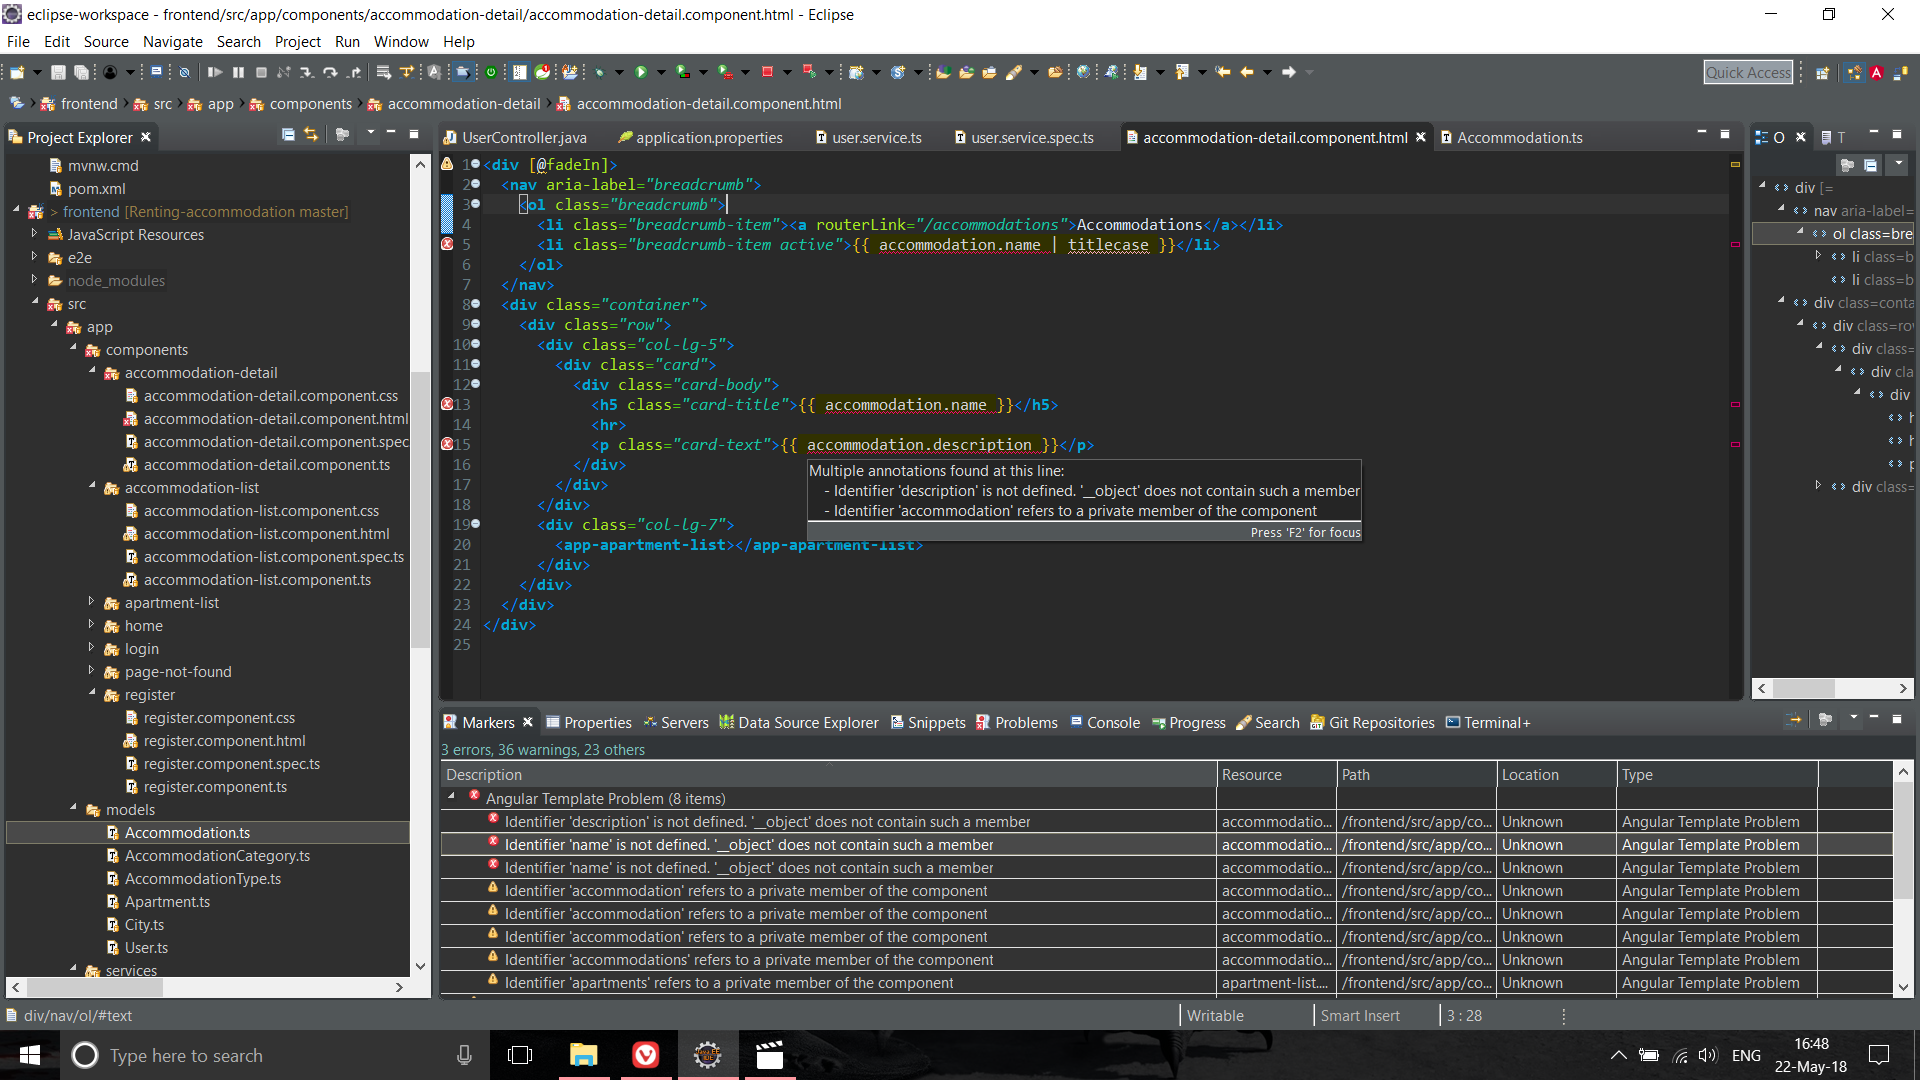 eclipse-workspace - frontend/src/app/components/accommodation-detail/accommodation-detail.component.html - Eclipse
File Edit Source Navigate Search Project Run Window Help
Quick Access
frontend src app components accommodation-detail accommodation-detail.component.html
Project Explorer
mvnw.cmd
pom.xml
> frontend [Renting-accommodation master]
JavaScript Resources
e2e
node_modules
src
app
components
accommodation-detail
accommodation-detail.component.css
accommodation-detail.component.html
accommodation-detail.component.spec
accommodation-detail.component.ts
accommodation-list
accommodation-list.component.css
accommodation-list.component.html
accommodation-list.component.spec.ts
accommodation-list.component.ts
apartment-list
home
login
page-not-found
register
register.component.css
register.component.html
register.component.spec.ts
register.component.ts
models
Accommodation.ts
AccommodationCategory.ts
AccommodationType.ts
Apartment.ts
City.ts
User.ts
services
UserController.java application.properties user.service.ts user.service.spec.ts accommodation-detail.component.html Accommodation.ts
1 <div [@fadeIn]>
2 <nav aria-label="breadcrumb">
3 <ol class="breadcrumb">
4 <li class="breadcrumb-item"><a routerLink="/accommodations">Accommodations</a></li>
5 <li class="breadcrumb-item active">{{ accommodation.name | titlecase }}</li>
6 </ol>
7 </nav>
8 <div class="container">
9 <div class="row">
10 <div class="col-lg-5">
11 <div class="card">
12 <div class="card-body">
13 <h5 class="card-title">{{ accommodation.name }}</h5>
14 <hr>
15 <p class="card-text">{{ accommodation.description }}</p>
16 </div>
17 </div>
18 </div>
19 <div class="col-lg-7">
20 <app-apartment-list></app-apartment-list>
21 </div>
22 </div>
23 </div>
24 </div>
25
Multiple annotations found at this line:
- Identifier 'description' is not defined. '__object' does not contain such a member
- Identifier 'accommodation' refers to a private member of the component
Press 'F2' for focus
O T
div [=
nav aria-label=
ol class=bre
li class=b
li class=b
div class=conta
div class=ro
div class=
div cla
div
h
h
p
div class=
Markers Properties Servers Data Source Explorer Snippets Problems Console Progress Search Git Repositories Terminal+
3 errors, 36 warnings, 23 others
Description Resource Path Location Type
Angular Template Problem (8 items)
Identifier 'description' is not defined. '__object' does not contain such a member accommodatio... /frontend/src/app/co... Unknown Angular Template Problem
Identifier 'name' is not defined. '__object' does not contain such a member accommodatio... /frontend/src/app/co... Unknown Angular Template Problem
Identifier 'name' is not defined. '__object' does not contain such a member accommodatio... /frontend/src/app/co... Unknown Angular Template Problem
Identifier 'accommodation' refers to a private member of the component accommodatio... /frontend/src/app/co... Unknown Angular Template Problem
Identifier 'accommodation' refers to a private member of the component accommodatio... /frontend/src/app/co... Unknown Angular Template Problem
Identifier 'accommodation' refers to a private member of the component accommodatio... /frontend/src/app/co... Unknown Angular Template Problem
Identifier 'accommodations' refers to a private member of the component accommodatio... /frontend/src/app/co... Unknown Angular Template Problem
Identifier 'apartments' refers to a private member of the component apartment-list.... /frontend/src/app/co... Unknown Angular Template Problem
div/nav/ol/#text Writable Smart Insert 3 : 28
Type here to search
ENG
16:48
22-May-18